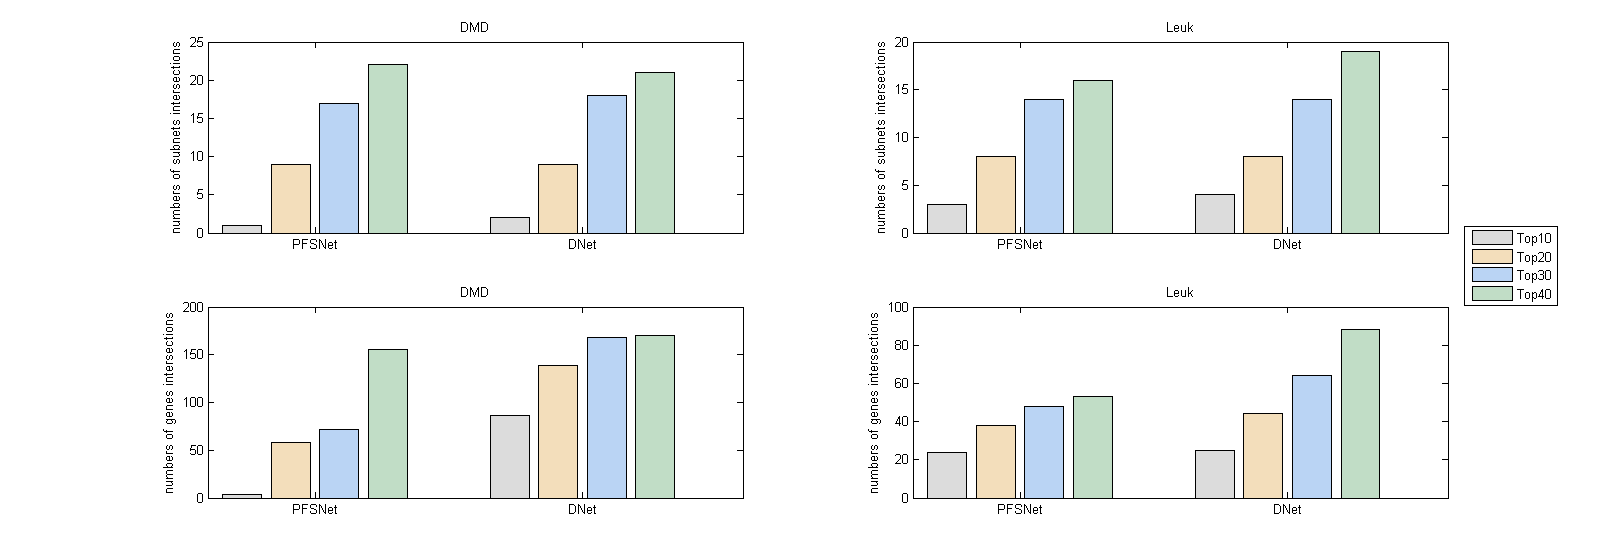 DMD
numbers of subnets intersections
25
20
15
10
5
0
PFSNet
DNet
Leuk
numbers of subnets intersections
20
15
10
5
0
PFSNet
DNet
Top10
Top20
Top30
Top40
DMD
numbers of genes intersections
200
150
100
50
0
PFSNet
DNet
Leuk
numbers of genes intersections
100
80
60
40
20
0
PFSNet
DNet